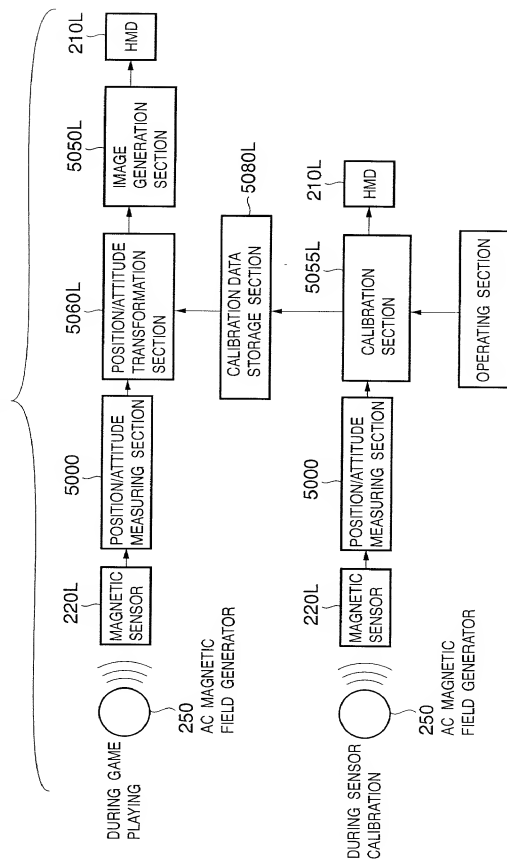 DURING GAME
PLAYING
250
AC MAGNETIC
FIELD GENERATOR
220L
MAGNETIC
SENSOR
5000
POSITION/ATTITUDE
MEASURING SECTION
5060L
POSITION/ATTITUDE
TRANSFORMATION
SECTION
5050L
IMAGE
GENERATION
SECTION
210L
HMD
5080L
CALIBRATION DATA
STORAGE SECTION
DURING SENSOR
CALIBRATION
250
AC MAGNETIC
FIELD GENERATOR
220L
MAGNETIC
SENSOR
5000
POSITION/ATTITUDE
MEASURING SECTION
5055L
CALIBRATION
SECTION
210L
HMD
OPERATING SECTION